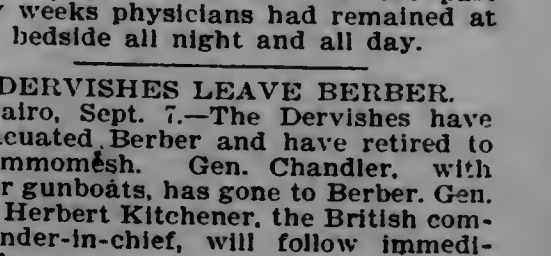 weeks physicians had remained at
bedside all night and all day.
DERVISHES LEAVE BERBER.
airo, Sept. 7.—The Dervishes have
cuated Berber and have retired to
mmomesh. Gen. Chandler, with
r gunboats, has gone to Berber. Gen.
Herbert Kitchener, the British com-
nder-in-chief, will follow immedi-